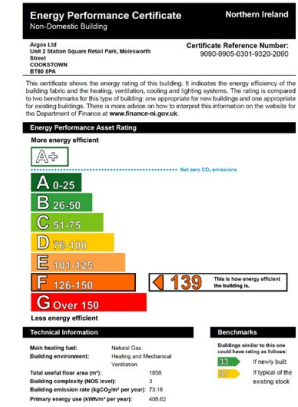 Energy Performance Certificate
Northern Ireland
Non-Domestic Building
Argos Ltd
Unit 2 Station Square Retail Park, Molesworth
Street
COOKSTOWN
BT80 8PA
Certificate Reference Number:
9090-9905-0301-9320-2090
This certificate shows the energy rating of this building. It indicates the energy efficiency of the
building fabric and the heating, ventilation, cooling and lighting systems. The rating is compared
to two benchmarks for this type of building: one appropriate for new buildings and one appropriate
for existing buildings. There is more advice on how to interpret this information on the website for
the Department of Finance at www.finance-ni.gov.uk.
Energy Performance Asset Rating
More energy efficient
A+
Net zero CO₂ emissions
A 0-25
B 26-50
C 51-75
D 76-100
E 101-125
F 126-150
139
This is how energy efficient
the building is.
G Over 150
Less energy efficient
Technical Information
Main heating fuel: Natural Gas
Building environment: Heating and Mechanical
Ventilation
Total useful floor area (m²): 1858
Building complexity (NOS level): 3
Building emission rate (kgCO₂/m² per year): 73.16
Primary energy use (kWh/m² per year): 408.62
Benchmarks
Buildings similar to this one
could have rating as follows:
33
If newly built
If typical of the
existing stock